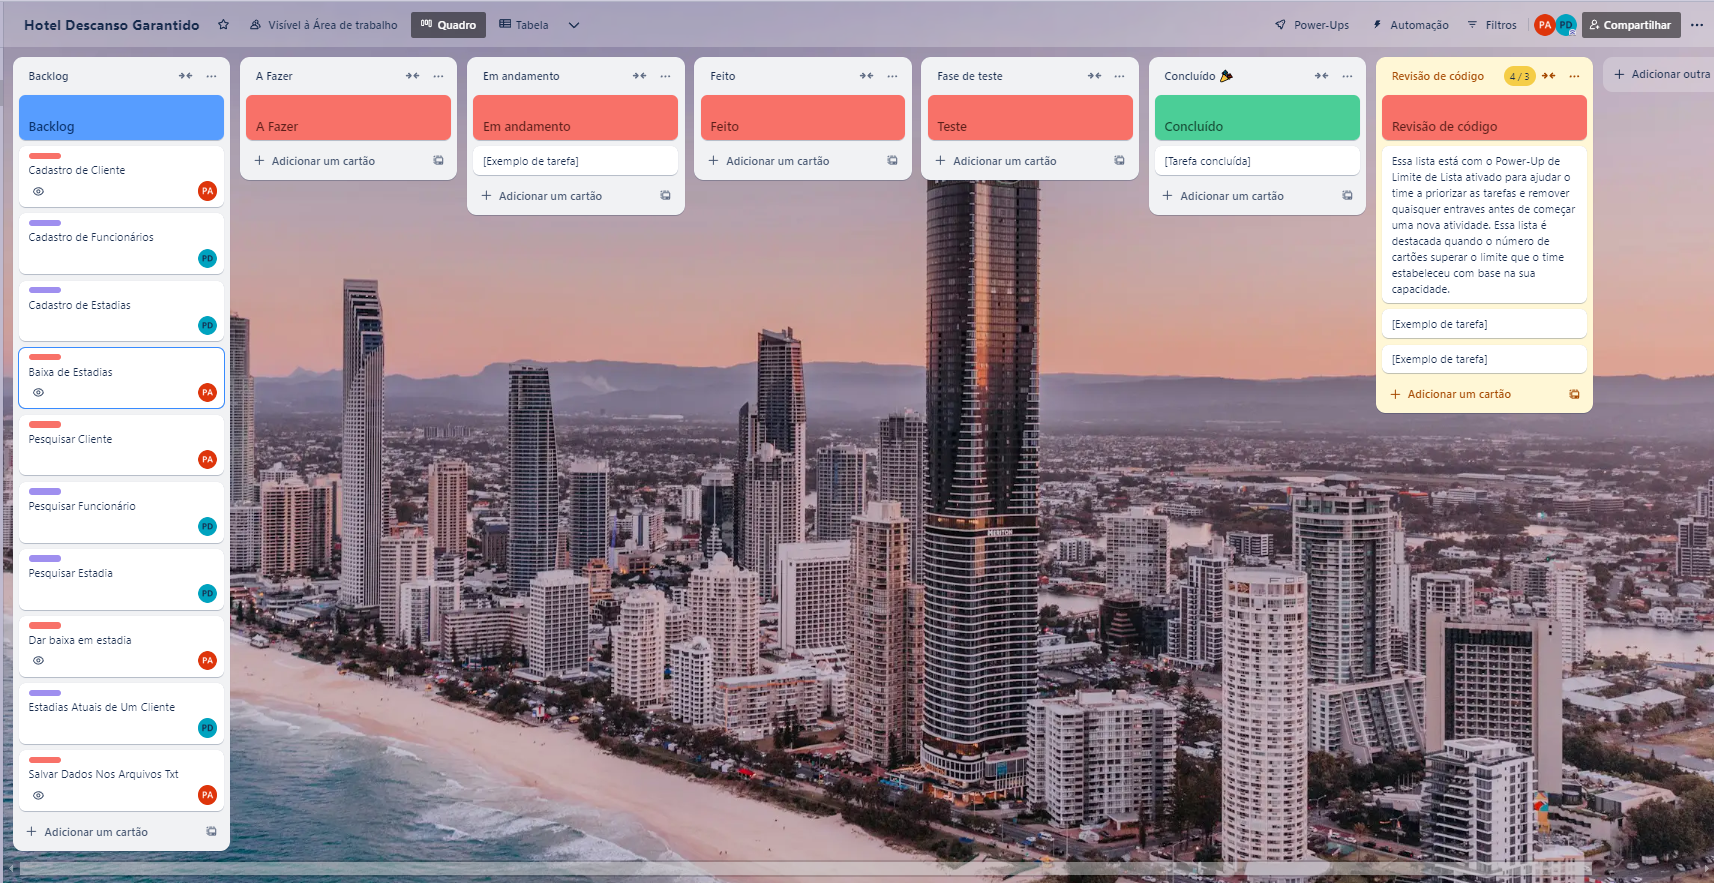 Hotel Descanso Garantido
Visível à Área de trabalho
Quadro
Tabela
Power-Ups
Automação
Filtros
PA
PD
Compartilhar
Backlog
Backlog
Cadastro de Cliente
PA
Cadastro de Funcionários
PD
Cadastro de Estadias
PD
Baixa de Estadias
PA
Pesquisar Cliente
PA
Pesquisar Funcionário
PD
Pesquisar Estadia
PD
Dar baixa em estadia
PA
Estadias Atuais de Um Cliente
PD
Salvar Dados Nos Arquivos Txt
PA
+ Adicionar um cartão
A Fazer
A Fazer
+ Adicionar um cartão
Em andamento
Em andamento
[Exemplo de tarefa]
+ Adicionar um cartão
Feito
Feito
+ Adicionar um cartão
Fase de teste
Teste
+ Adicionar um cartão
Concluído
Concluído
[Tarefa concluída]
+ Adicionar um cartão
Revisão de código
4 / 3
Revisão de código
Essa lista está com o Power-Up de
Limite de Lista ativado para ajudar o
time a priorizar as tarefas e remover
quaisquer entraves antes de começar
uma nova atividade. Essa lista é
destacada quando o número de
cartões superar o limite que o time
estabeleceu com base na sua
capacidade.
[Exemplo de tarefa]
[Exemplo de tarefa]
+ Adicionar um cartão
+ Adicionar outra